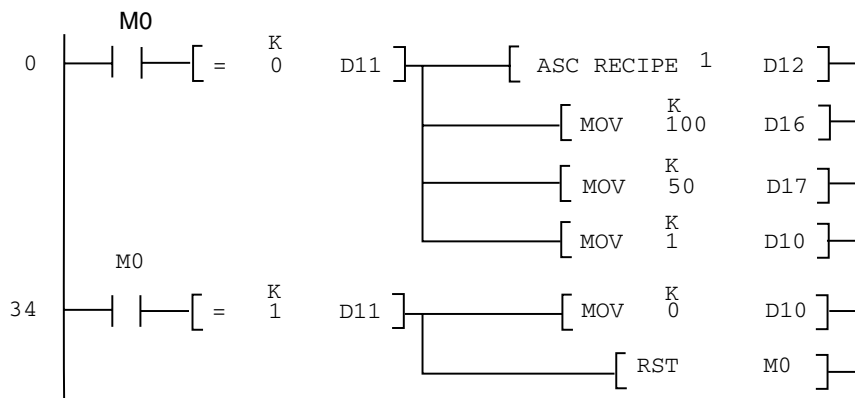 M0
K
0 = 0 D11 ASC RECIPE 1 D12
K
MOV 100 D16
K
MOV 50 D17
K
MOV 1 D10
M0
K K
34 = 1 D11 MOV 0 D10
RST M0